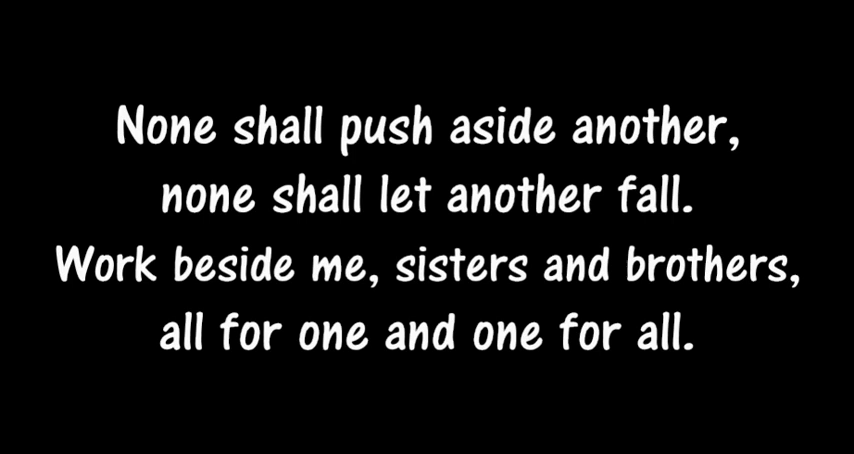 None shall push aside another,
none shall let another fall.
Work beside me, sisters and brothers,
all for one and one for all.